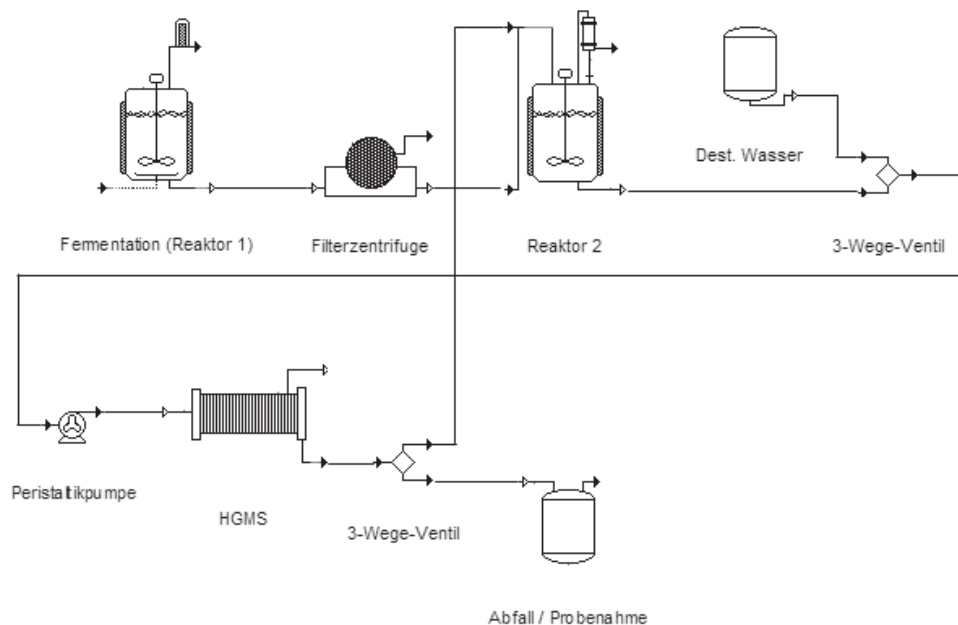 Dest. Wasser
Fermentation (Reaktor 1)
Filterzentrifuge
Reaktor 2
3-Wege-Ventil
Peristaltikpumpe
HGMS
3-Wege-Ventil
Abfall / Probenahme